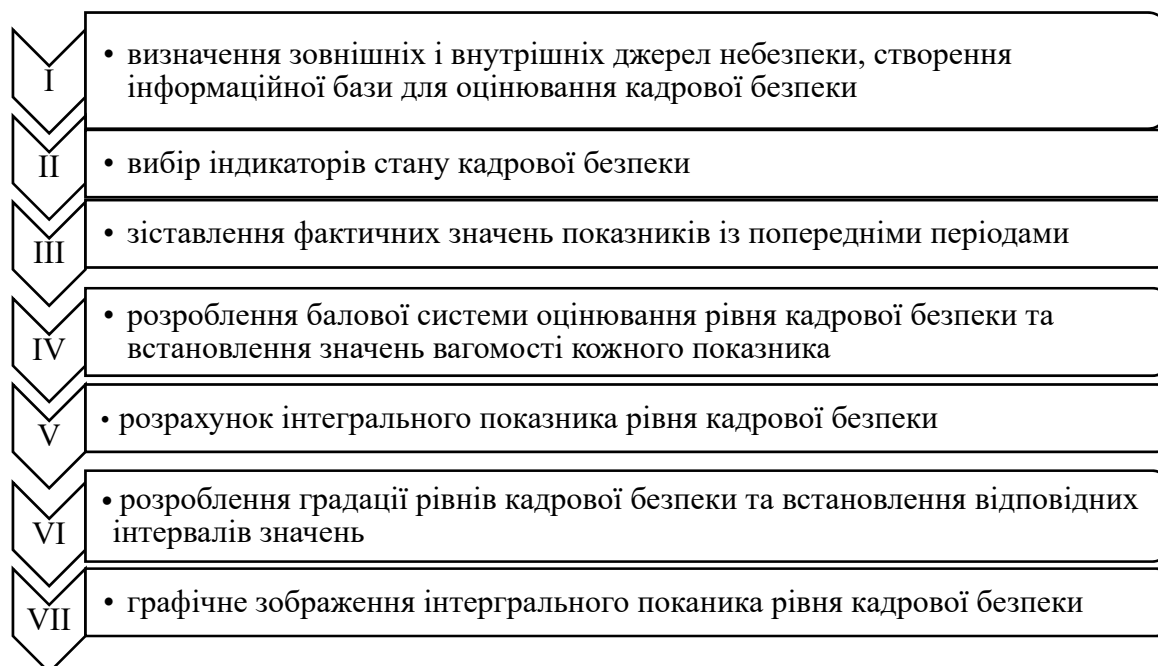 I
• визначення зовнішніх і внутрішніх джерел небезпеки, створення
інформаційної бази для оцінювання кадрової безпеки
II
• вибір індикаторів стану кадрової безпеки
III
• зіставлення фактичних значень показників із попередніми періодами
IV
• розроблення балової системи оцінювання рівня кадрової безпеки та
встановлення значень вагомості кожного показника
V
• розрахунок інтегрального показника рівня кадрової безпеки
VI
• розроблення градації рівнів кадрової безпеки та встановлення відповідних
інтервалів значень
VII
• графічне зображення інтергрального поканика рівня кадрової безпеки